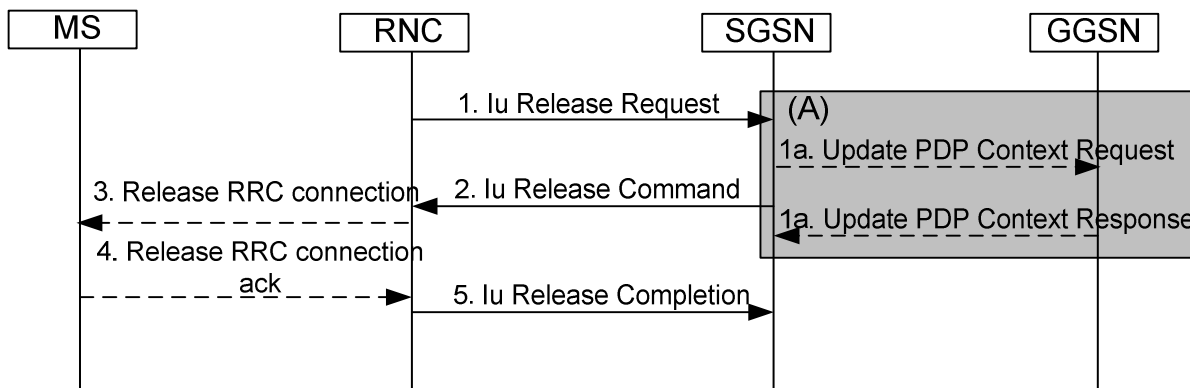 MS
RNC
SGSN
GGSN
1. Iu Release Request
(A)
1a. Update PDP Context Request
3. Release RRC connection
2. Iu Release Command
1a. Update PDP Context Response
4. Release RRC connection
ack
5. Iu Release Completion